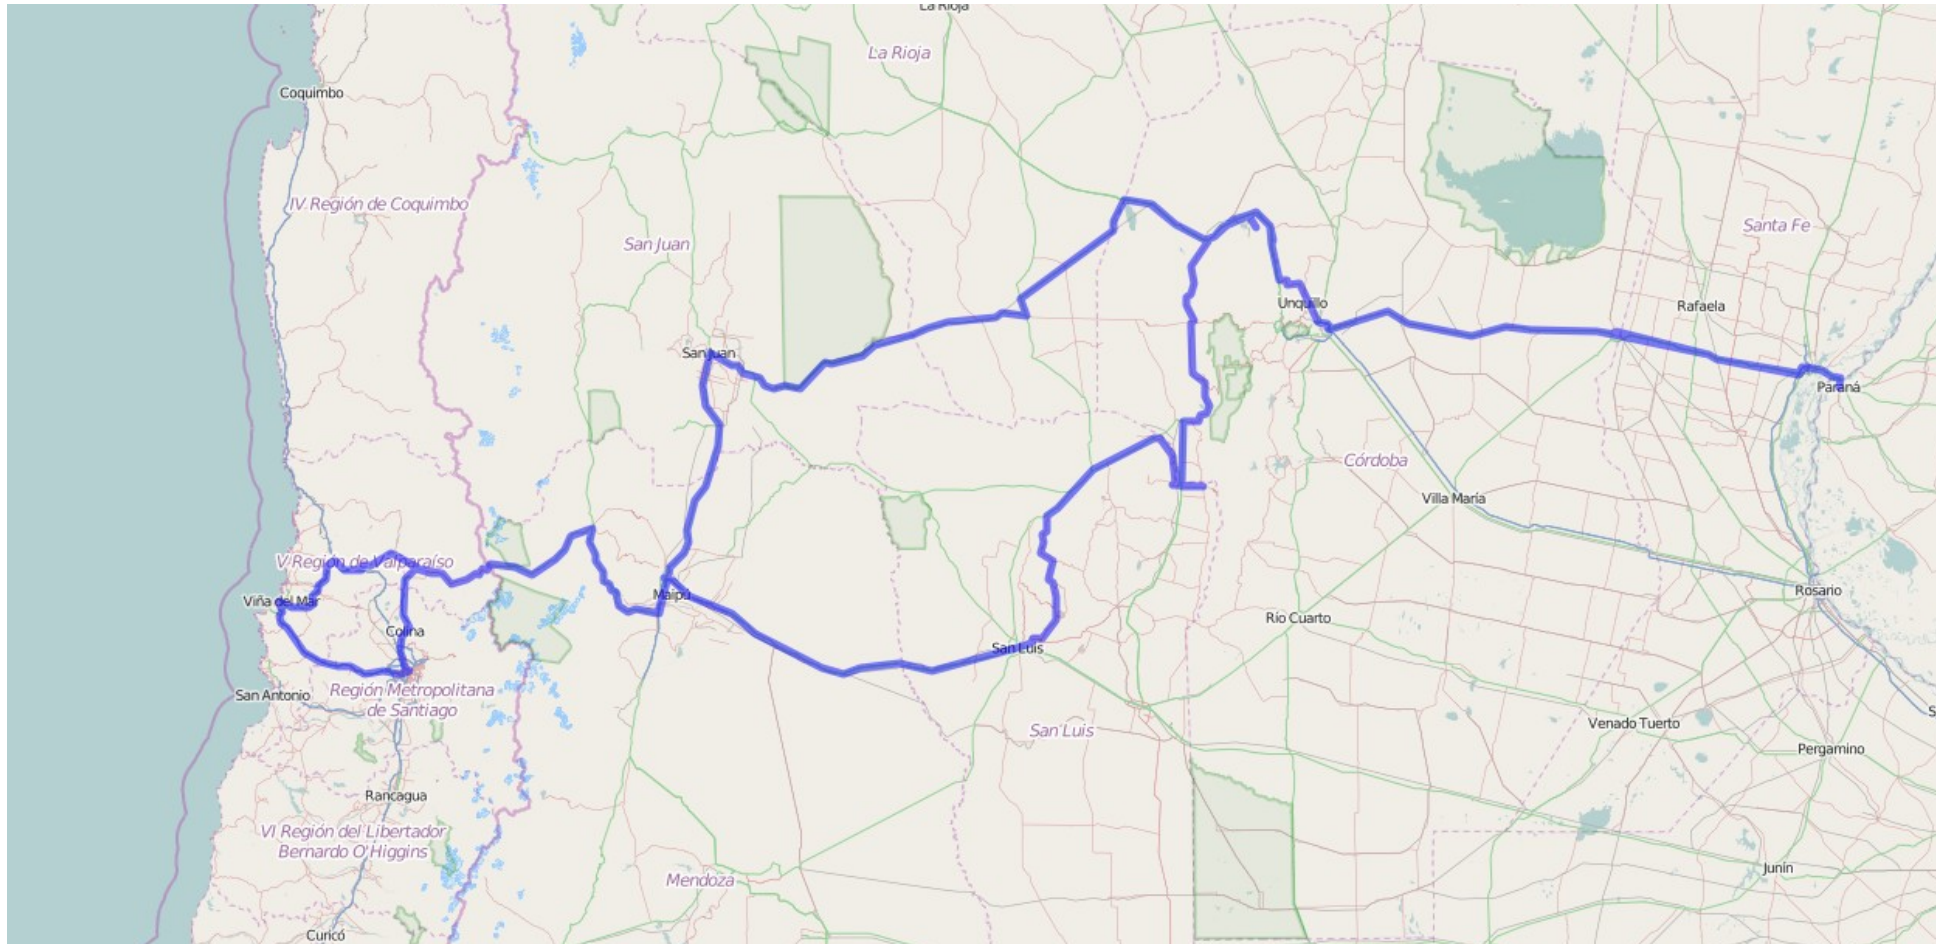 La Rioja
La Rioja
Coquimbo
IV Región de Coquimbo
San Juan
Santa Fe
Unquillo
Rafaela
San Juan
Paraná
Córdoba
Villa María
V Región de Valparaíso
Viña del Mar
Maipú
Rosario
Colina
Río Cuarto
San Luis
San Antonio
Región Metropolitana
de Santiago
San Luis
Venado Tuerto
Pergamino
Rancagua
VI Región del Libertador
Bernardo O'Higgins
Mendoza
Junín
Curicó